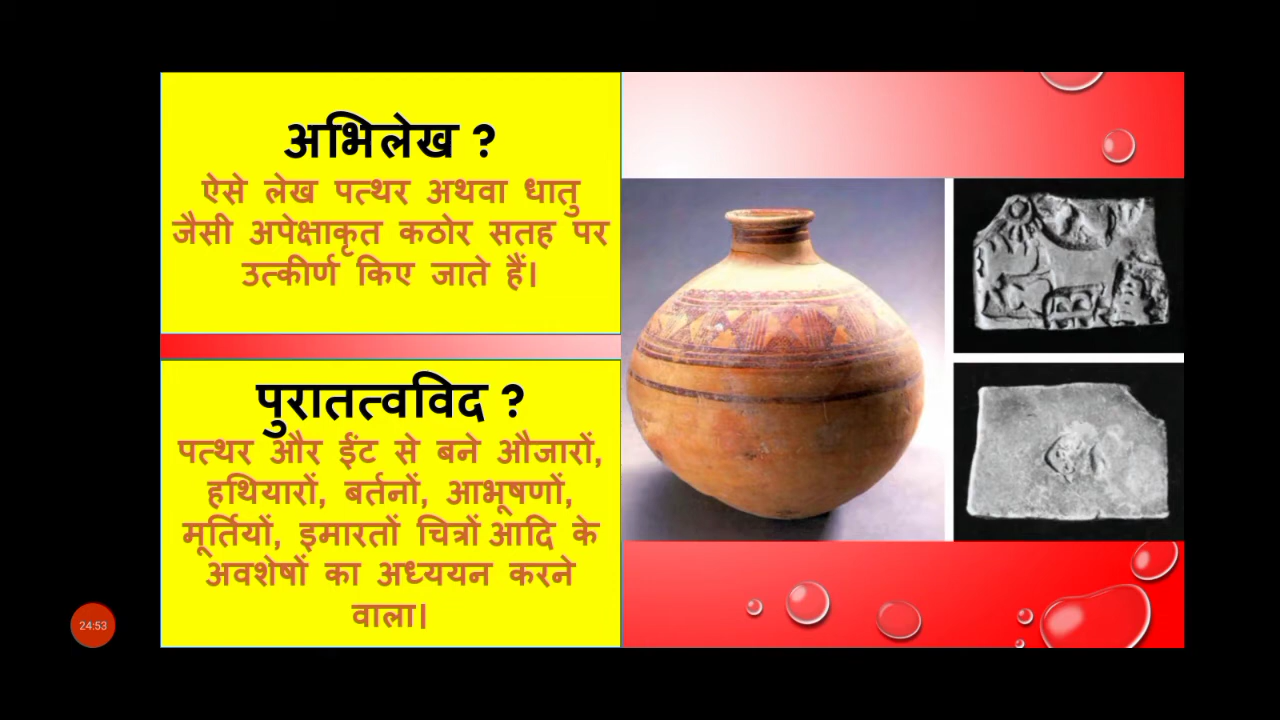 अभिलेख ?
ऐसे लेख पत्थर अथवा धातु
जैसी अपेक्षाकृत कठोर सतह पर
उत्कीर्ण किए जाते हैं।
पुरातत्वविद ?
पत्थर और ईंट से बने औजारों,
हथियारों, बर्तनों, आभूषणों,
मूर्तियों, इमारतों चित्रों आदि के
अवशेषों का अध्ययन करने
वाला।
24:53